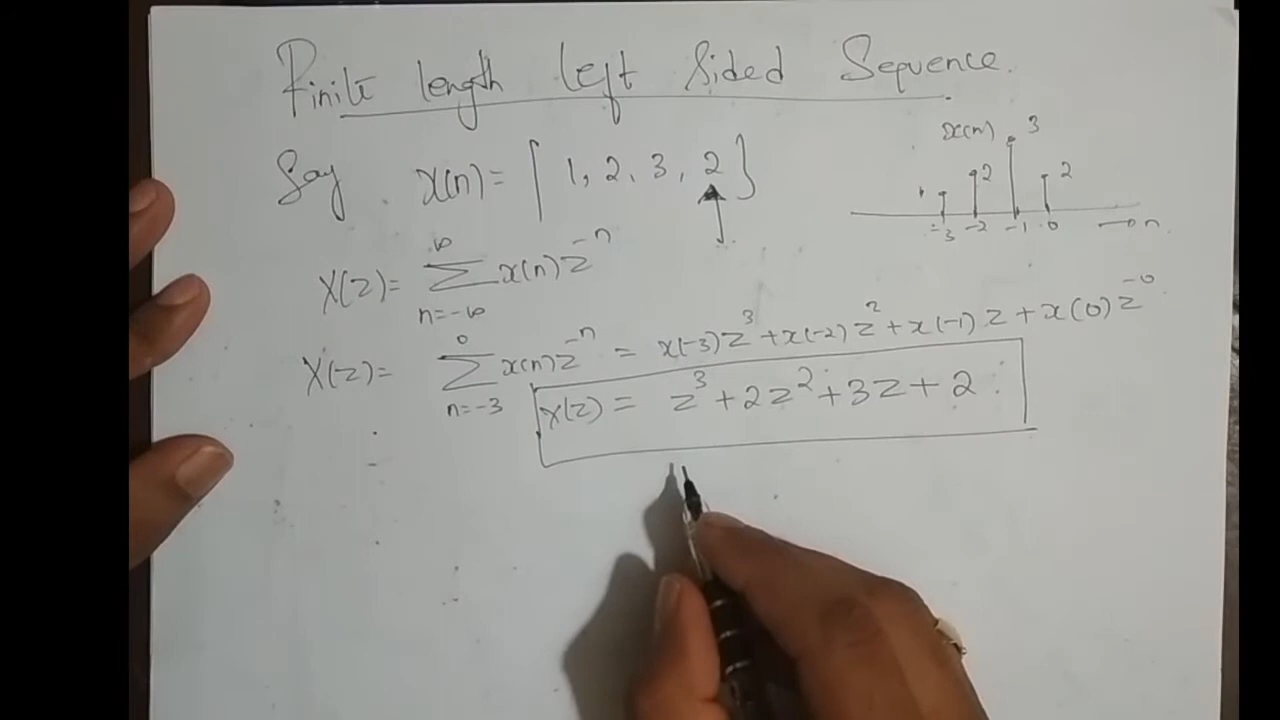 Finite length left Sided Sequence.
Say x(n) = { 1, 2, 3, 2 }
x(n) 3
2 2
-3 -2 -1 0 n
X(z) = ∞ Σ n=-∞ x(n) z^-n
X(z) = 0 Σ n=-3 x(n) z^-n = x(-3) z^3 + x(-2) z^2 + x(-1) z + x(0) z^-0
X(z) = z^3 + 2z^2 + 3z + 2